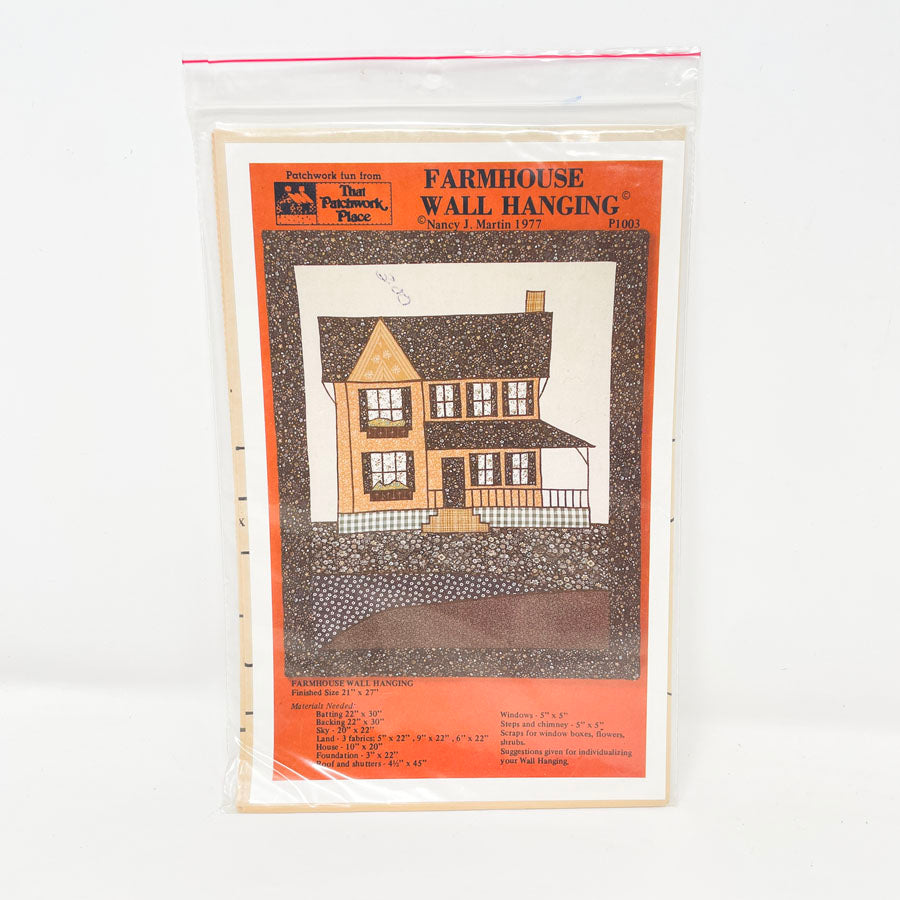 Patchwork fun from
That
Patchwork
Place
FARMHOUSE
WALL HANGING©
©Nancy J. Martin 1977 P1003
FARMHOUSE WALL HANGING
Finished Size 21" x 27"
Materials Needed:
Batting 22" x 30"
Backing 22" x 30"
Sky - 20" x 22"
Land - 3 fabrics; 5" x 22" , 9" x 22" , 6" x 22"
House - 10" x 20"
Foundation - 3" x 22"
Roof and shutters - 4½" x 45"
Windows - 5" x 5"
Steps and chimney - 5" x 5"
Scraps for window boxes, flowers,
shrubs.
Suggestions given for individualizing
your Wall Hanging.
x